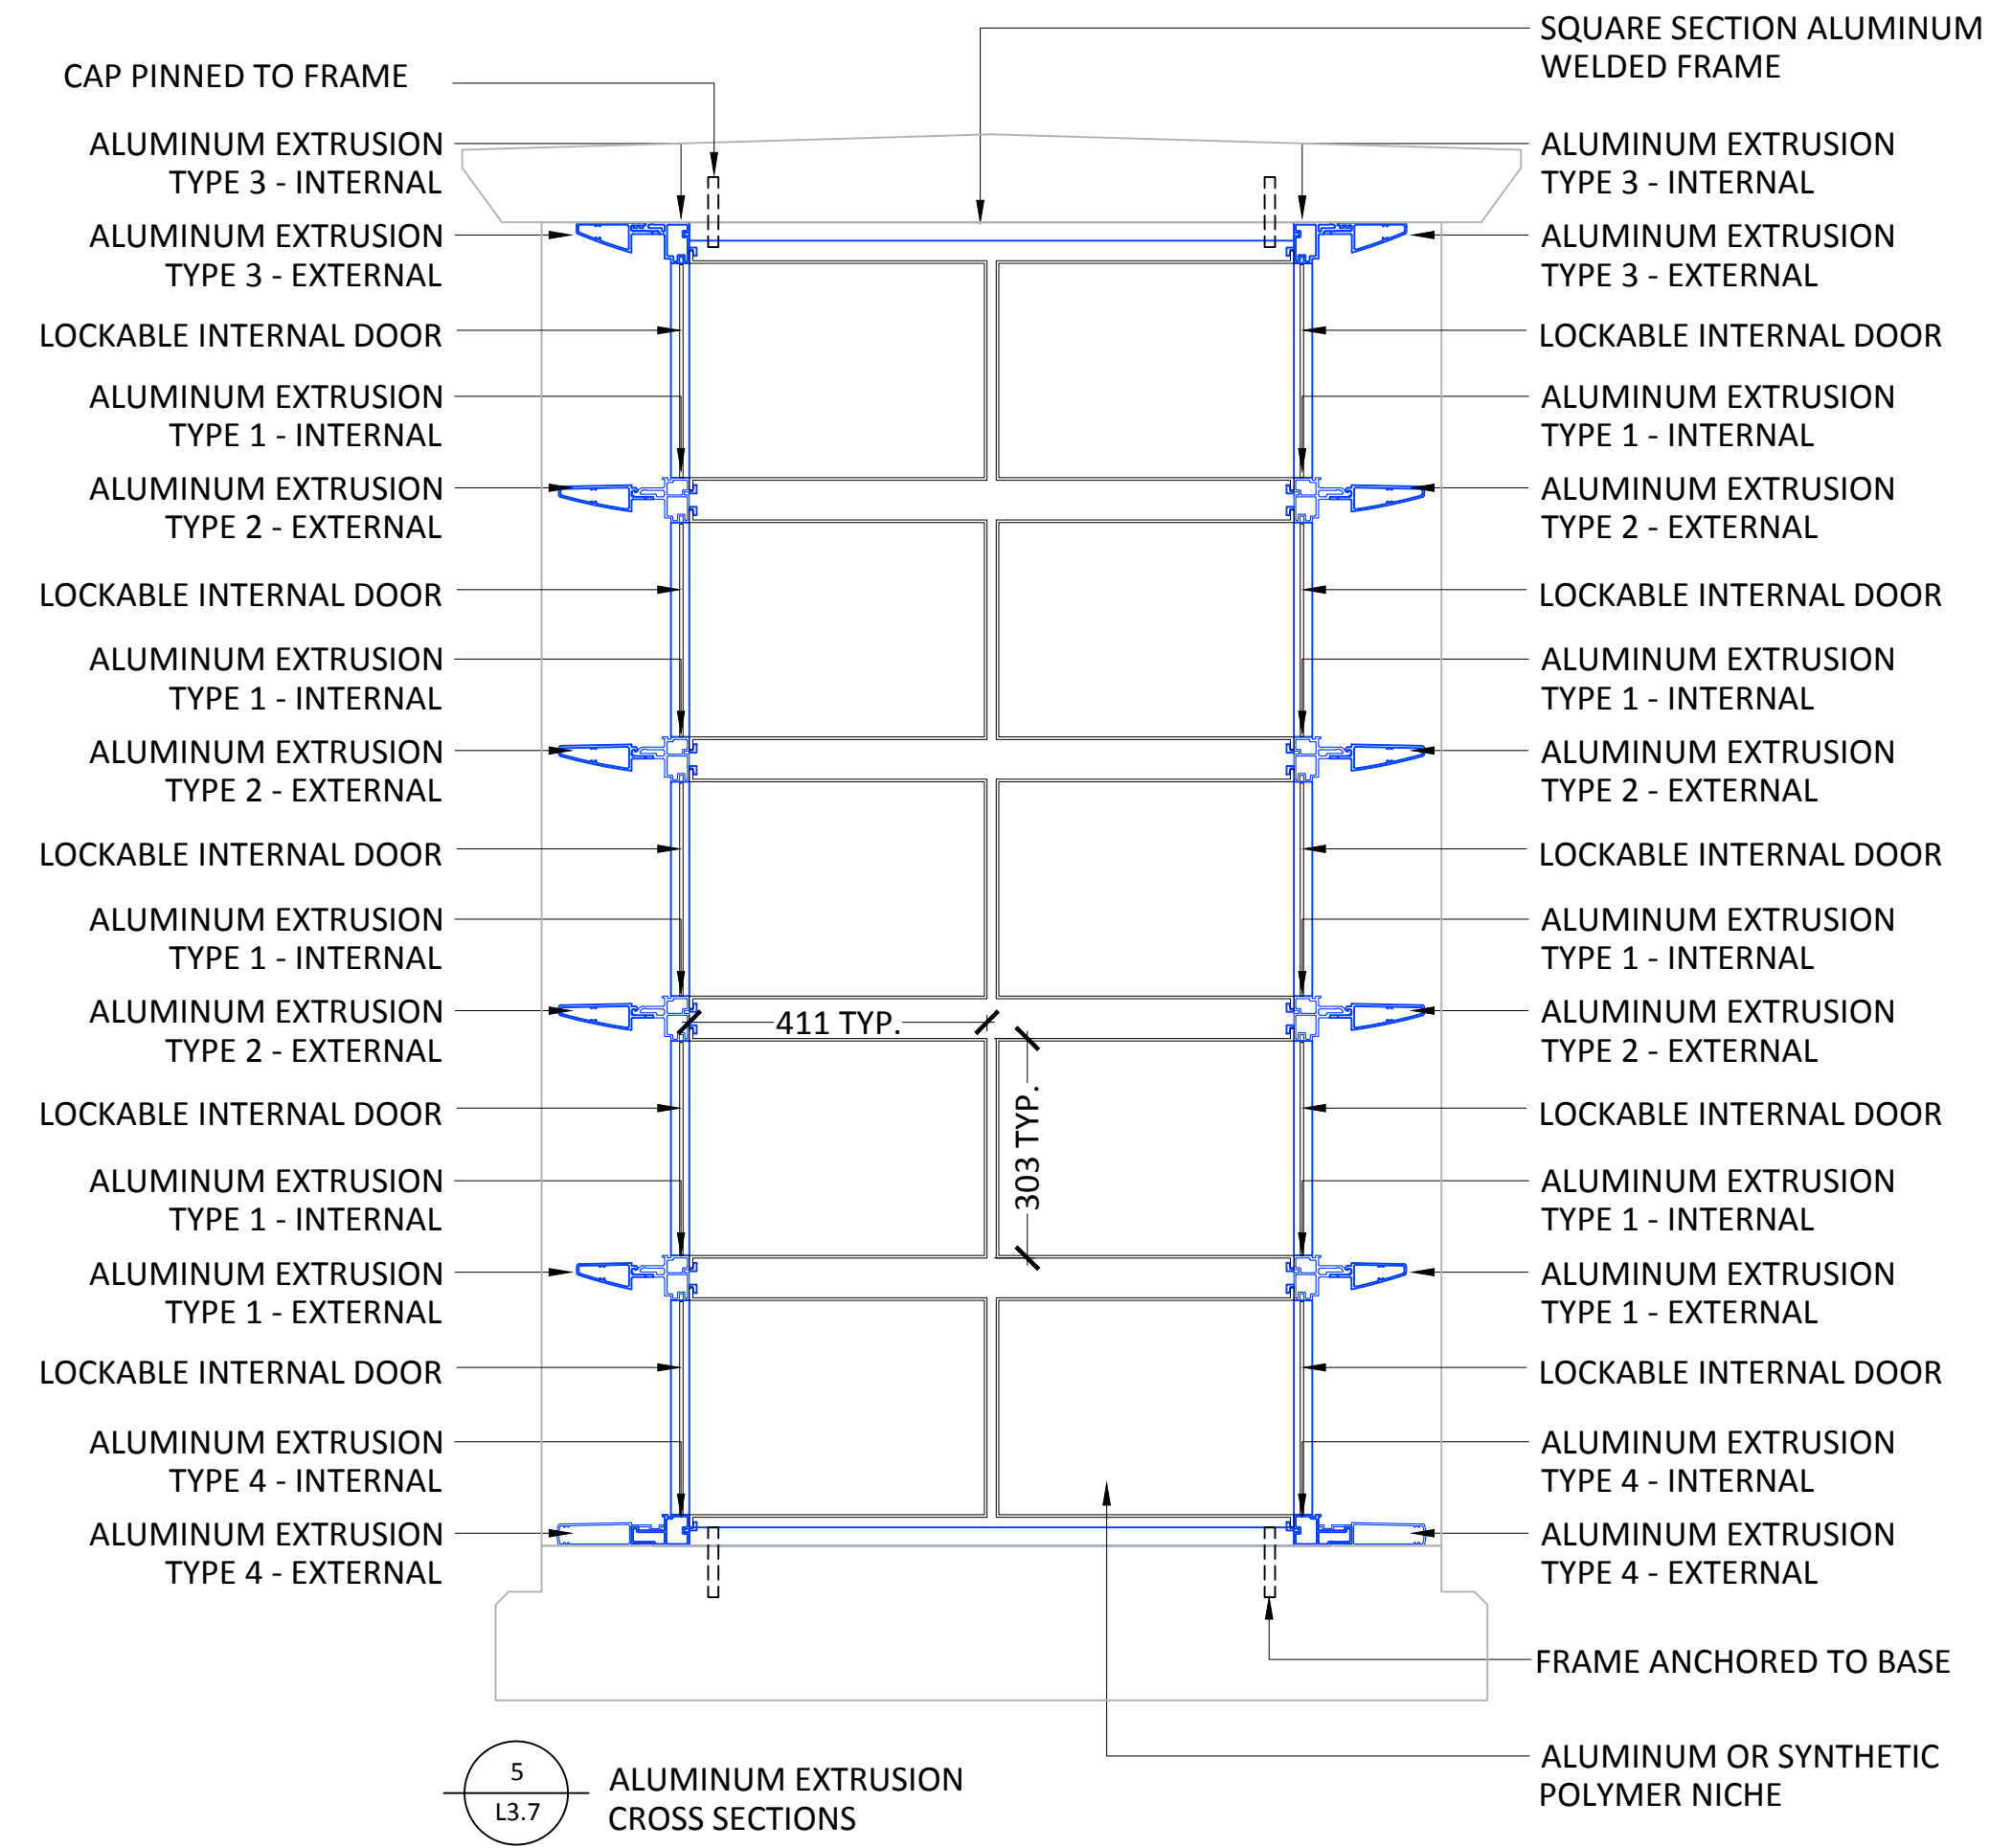 CAP PINNED TO FRAME
ALUMINUM EXTRUSION
TYPE 3 - INTERNAL
ALUMINUM EXTRUSION
TYPE 3 - EXTERNAL
LOCKABLE INTERNAL DOOR
ALUMINUM EXTRUSION
TYPE 1 - INTERNAL
ALUMINUM EXTRUSION
TYPE 2 - EXTERNAL
LOCKABLE INTERNAL DOOR
ALUMINUM EXTRUSION
TYPE 1 - INTERNAL
ALUMINUM EXTRUSION
TYPE 2 - EXTERNAL
LOCKABLE INTERNAL DOOR
ALUMINUM EXTRUSION
TYPE 1 - INTERNAL
ALUMINUM EXTRUSION
TYPE 2 - EXTERNAL
LOCKABLE INTERNAL DOOR
ALUMINUM EXTRUSION
TYPE 1 - INTERNAL
ALUMINUM EXTRUSION
TYPE 1 - EXTERNAL
LOCKABLE INTERNAL DOOR
ALUMINUM EXTRUSION
TYPE 4 - INTERNAL
ALUMINUM EXTRUSION
TYPE 4 - EXTERNAL
411 TYP.
303 TYP.
SQUARE SECTION ALUMINUM
WELDED FRAME
ALUMINUM EXTRUSION
TYPE 3 - INTERNAL
ALUMINUM EXTRUSION
TYPE 3 - EXTERNAL
LOCKABLE INTERNAL DOOR
ALUMINUM EXTRUSION
TYPE 1 - INTERNAL
ALUMINUM EXTRUSION
TYPE 2 - EXTERNAL
LOCKABLE INTERNAL DOOR
ALUMINUM EXTRUSION
TYPE 1 - INTERNAL
ALUMINUM EXTRUSION
TYPE 2 - EXTERNAL
LOCKABLE INTERNAL DOOR
ALUMINUM EXTRUSION
TYPE 1 - INTERNAL
ALUMINUM EXTRUSION
TYPE 2 - EXTERNAL
LOCKABLE INTERNAL DOOR
ALUMINUM EXTRUSION
TYPE 1 - INTERNAL
ALUMINUM EXTRUSION
TYPE 1 - EXTERNAL
LOCKABLE INTERNAL DOOR
ALUMINUM EXTRUSION
TYPE 4 - INTERNAL
ALUMINUM EXTRUSION
TYPE 4 - EXTERNAL
FRAME ANCHORED TO BASE
ALUMINUM OR SYNTHETIC
POLYMER NICHE
5
L3.7
ALUMINUM EXTRUSION
CROSS SECTIONS